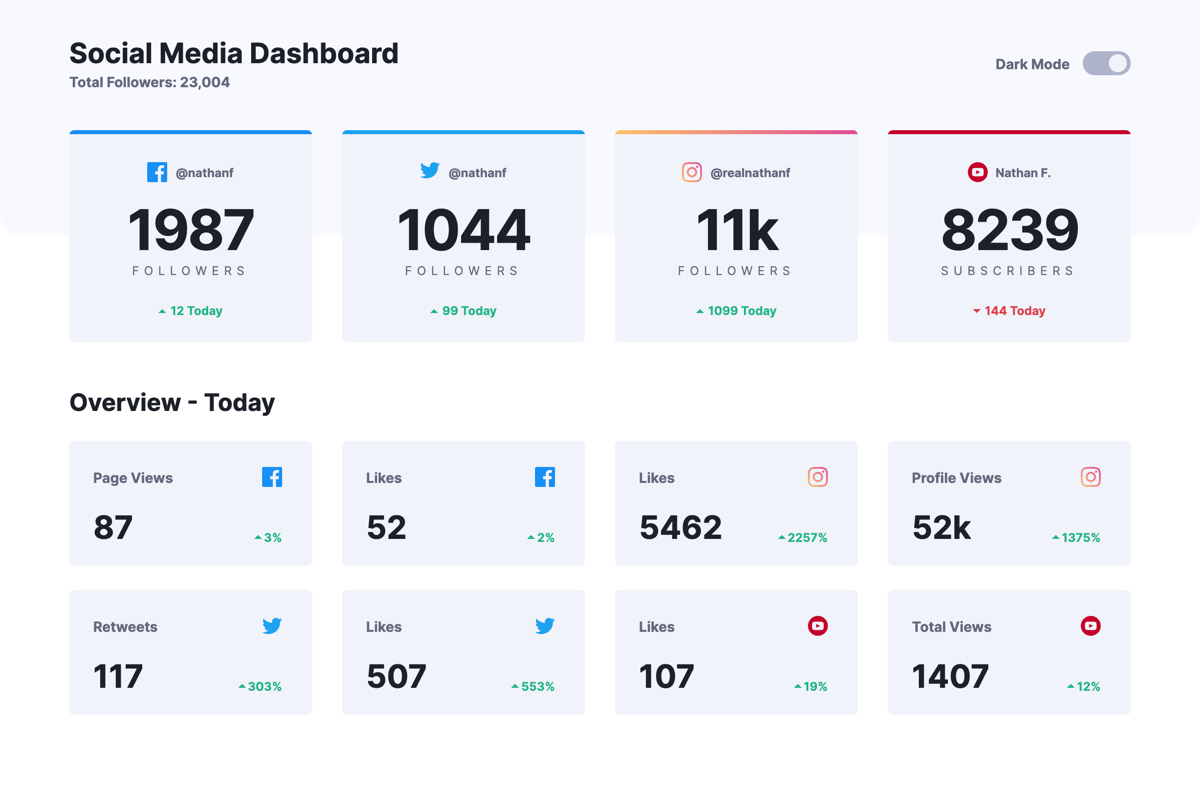 Social Media Dashboard
Total Followers: 23,004
Dark Mode
@nathanf
1987
FOLLOWERS
12 Today
@nathanf
1044
FOLLOWERS
99 Today
@realnathanf
11k
FOLLOWERS
1099 Today
Nathan F.
8239
SUBSCRIBERS
144 Today
Overview - Today
Page Views
87
3%
Likes
52
2%
Likes
5462
2257%
Profile Views
52k
1375%
Retweets
117
303%
Likes
507
553%
Likes
107
19%
Total Views
1407
12%